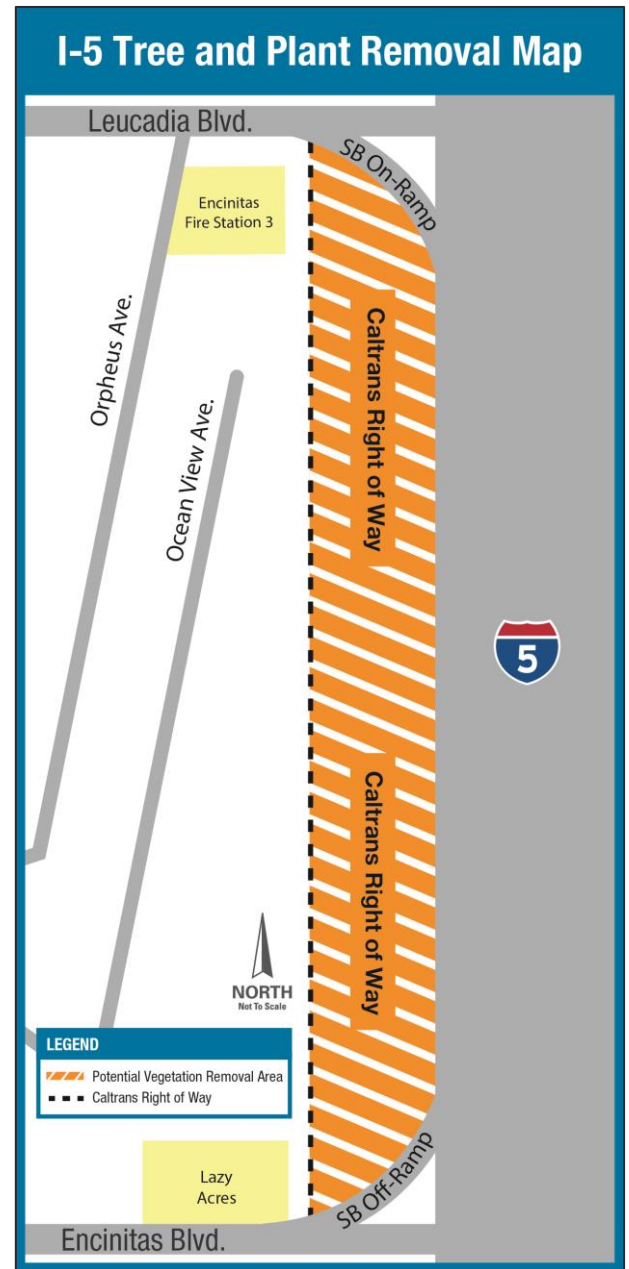 I-5 Tree and Plant Removal Map
Leucadia Blvd.
SB On-Ramp
Encinitas
Fire Station 3
Orpheus Ave.
Ocean View Ave.
Caltrans Right of Way
5
Caltrans Right of Way
NORTH
Not To Scale
LEGEND
Potential Vegetation Removal Area
Caltrans Right of Way
Lazy
Acres
SB Off-Ramp
Encinitas Blvd.